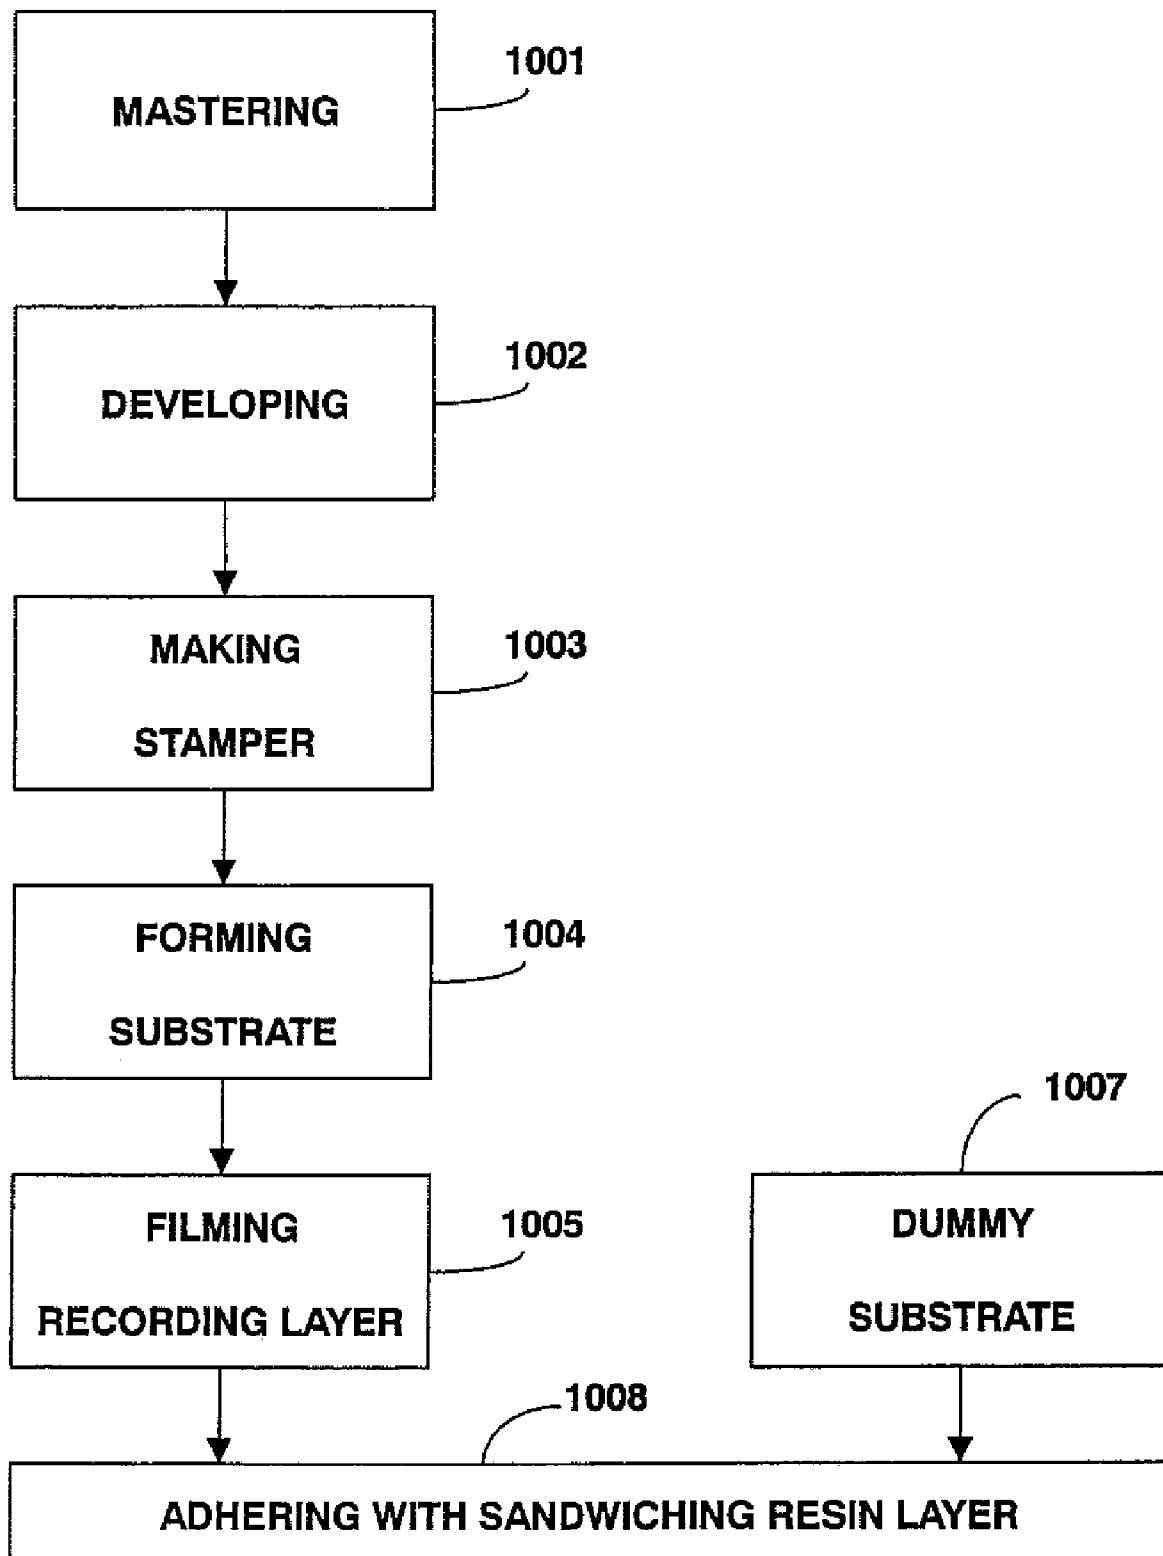 1001
MASTERING
1002
DEVELOPING
1003
MAKING
STAMPER
1004
FORMING
SUBSTRATE
1005
FILMING
RECORDING LAYER
1007
DUMMY
SUBSTRATE
1008
ADHERING WITH SANDWICHING RESIN LAYER